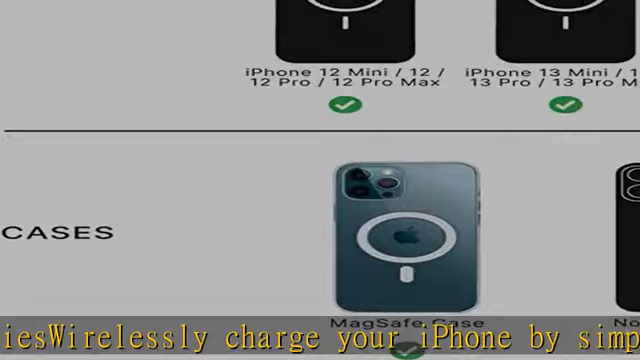 iPhone 12 Mini / 12 /
12 Pro / 12 Pro Max
iPhone 13 Mini / 1
13 Pro / 13 Pro M
CASES
MagSafe Case
No
iesWirelessly charge your iPhone by simp